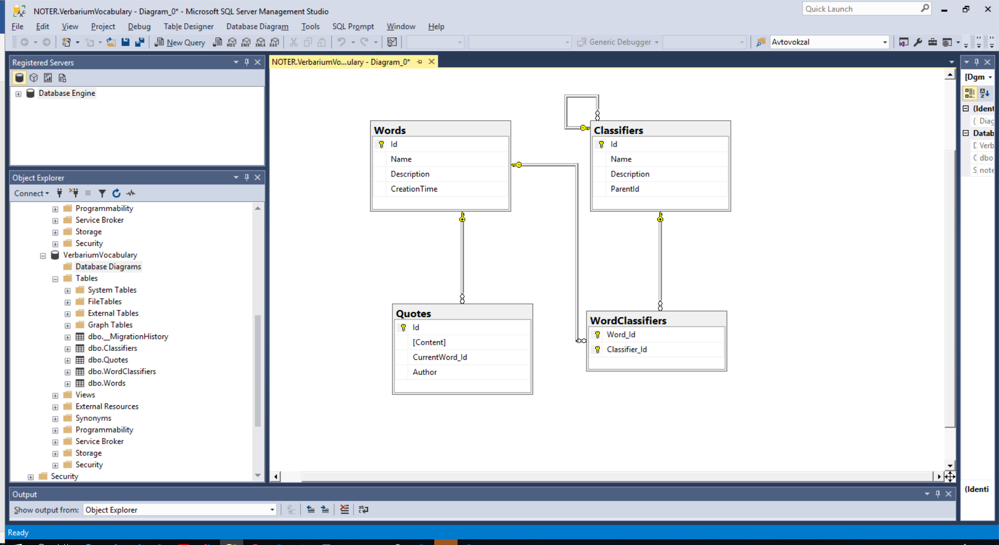 NOTER.VerbariumVocabulary - Diagram_0* - Microsoft SQL Server Management Studio
Quick Launch
File Edit View Project Debug Table Designer Database Diagram Tools SQL Prompt Window Help
New Query MDX DMX XMLA DAX Generic Debugger Avtovokzal
Registered Servers
Database Engine
Object Explorer
Connect
Programmability
Service Broker
Storage
Security
VerbariumVocabulary
Database Diagrams
Tables
System Tables
FileTables
External Tables
Graph Tables
dbo.__MigrationHistory
dbo.Classifiers
dbo.Quotes
dbo.WordClassifiers
dbo.Words
Views
External Resources
Synonyms
Programmability
Service Broker
Storage
Security
Security
NOTER.VerbariumVo...ulary - Diagram_0*
Words
Id
Name
Description
CreationTime
Classifiers
Id
Name
Description
ParentId
Quotes
Id
[Content]
CurrentWord_Id
Author
WordClassifiers
Word_Id
Classifier_Id
[Dgm
(Ident
( Diag
Datab
Verb
dbo
S note
(Identi
Output
Show output from: Object Explorer
Ready